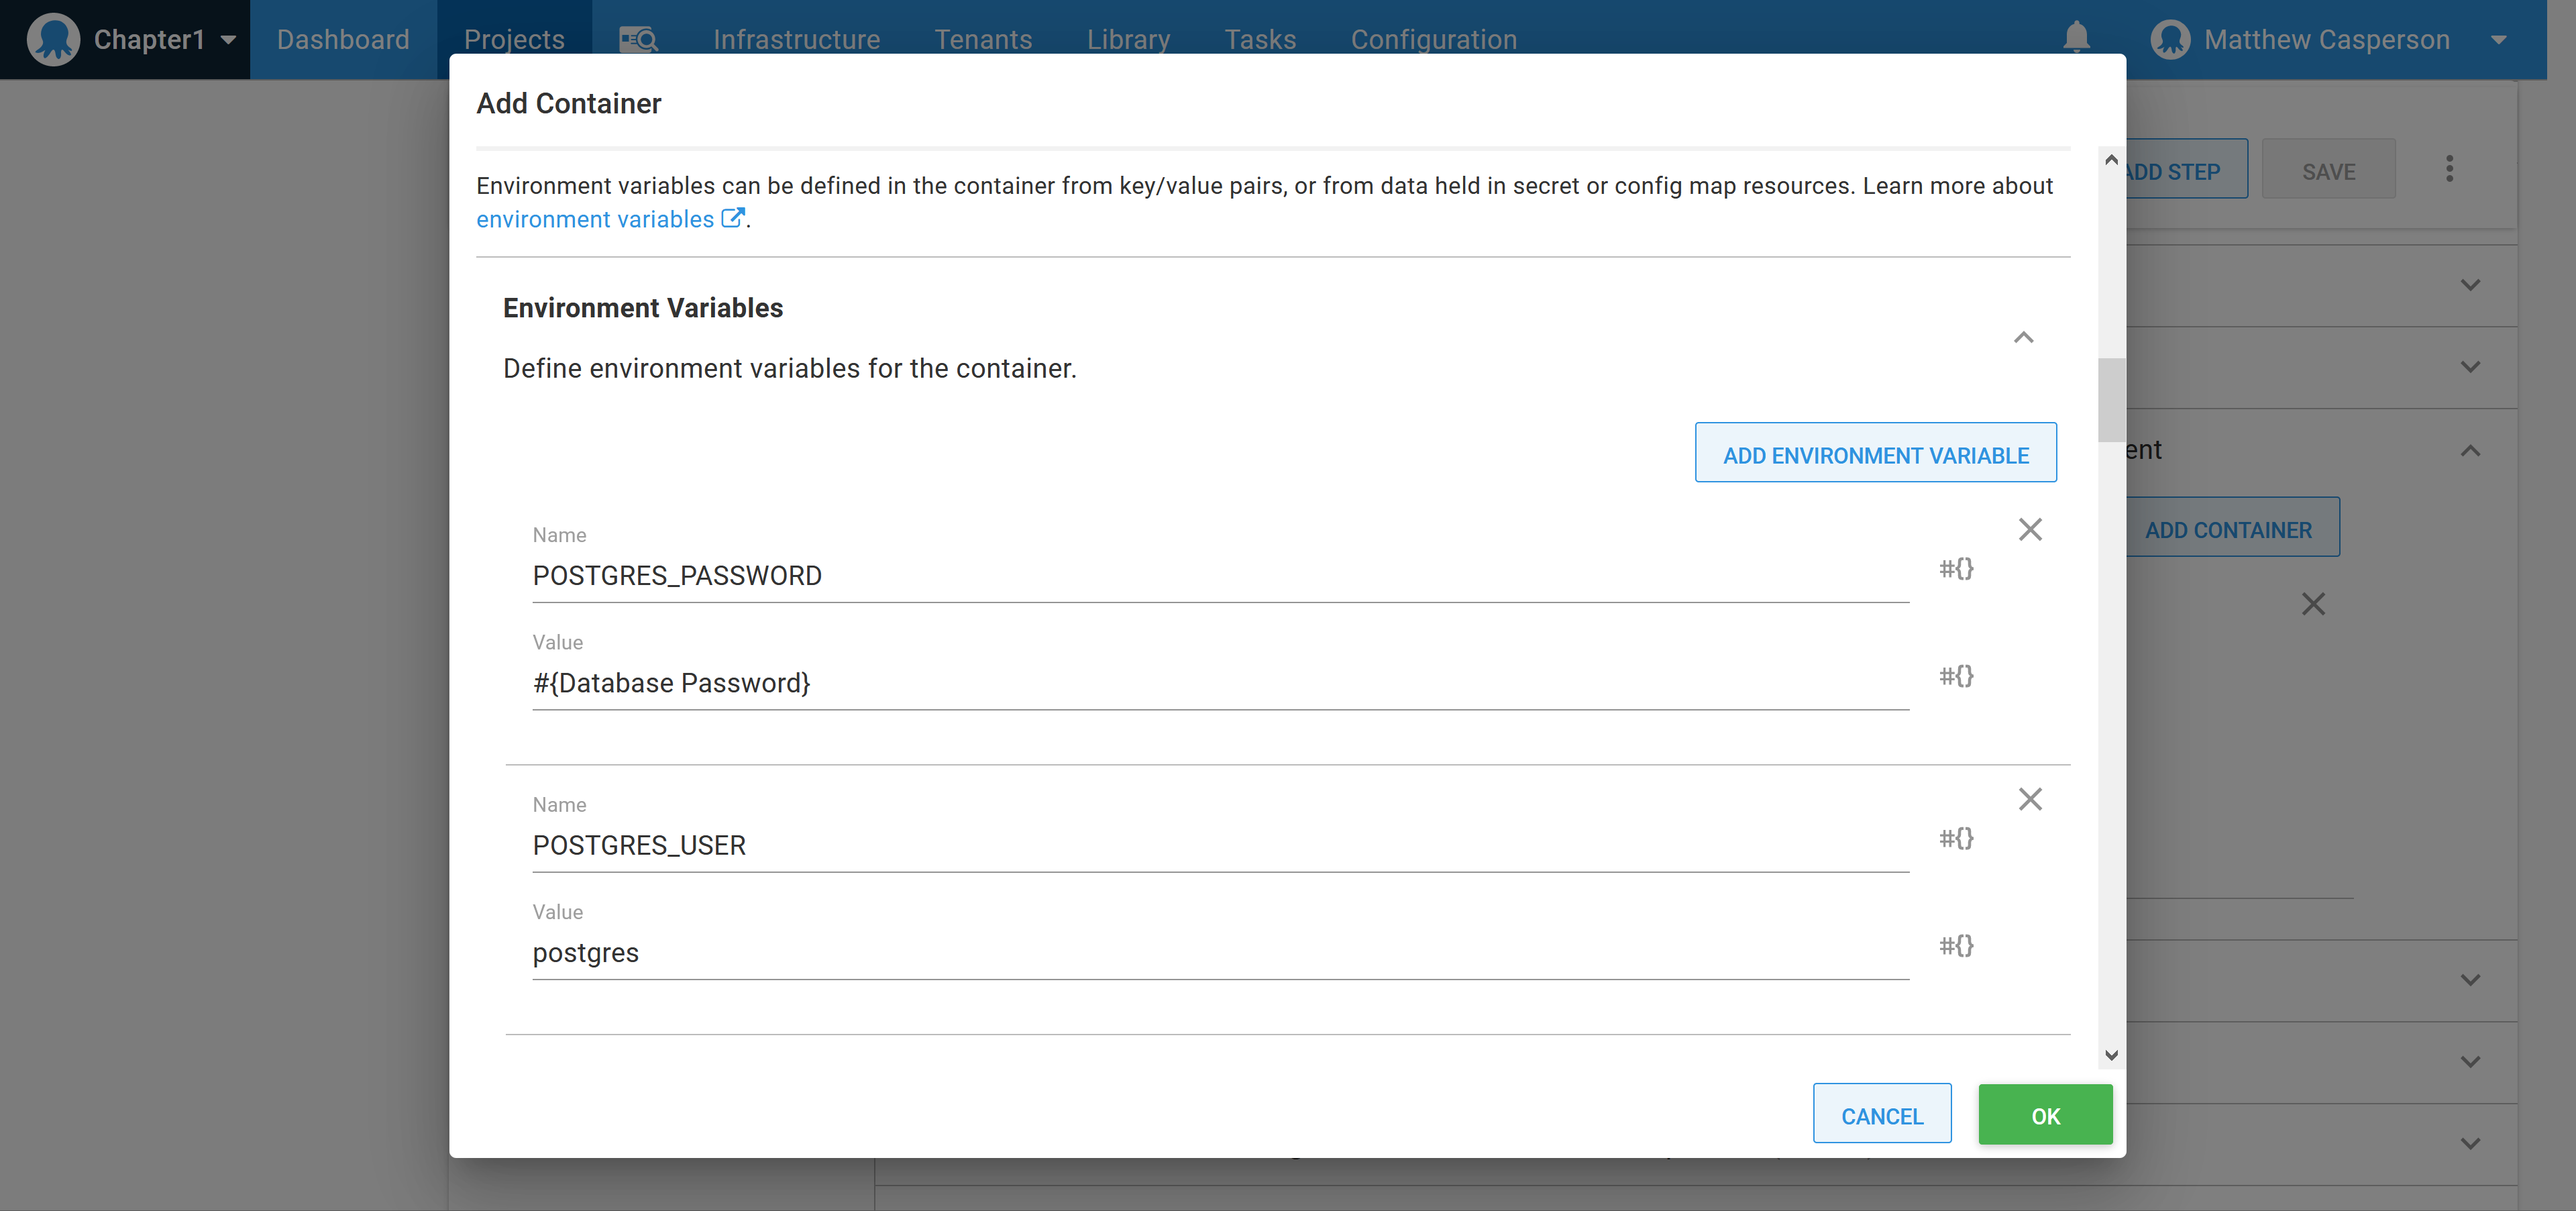 Chapter1
Dashboard
Projects
Infrastructure
Tenants
Library
Tasks
Configuration
Matthew Casperson
Add Container
ADD STEP
SAVE
Environment variables can be defined in the container from key/value pairs, or from data held in secret or config map resources. Learn more about
environment variables.
Environment Variables
Define environment variables for the container.
ADD ENVIRONMENT VARIABLE
ent
ADD CONTAINER
Name
POSTGRES_PASSWORD
#{}
Value
#{Database Password}
#{}
Name
POSTGRES_USER
#{}
Value
postgres
#{}
CANCEL
OK